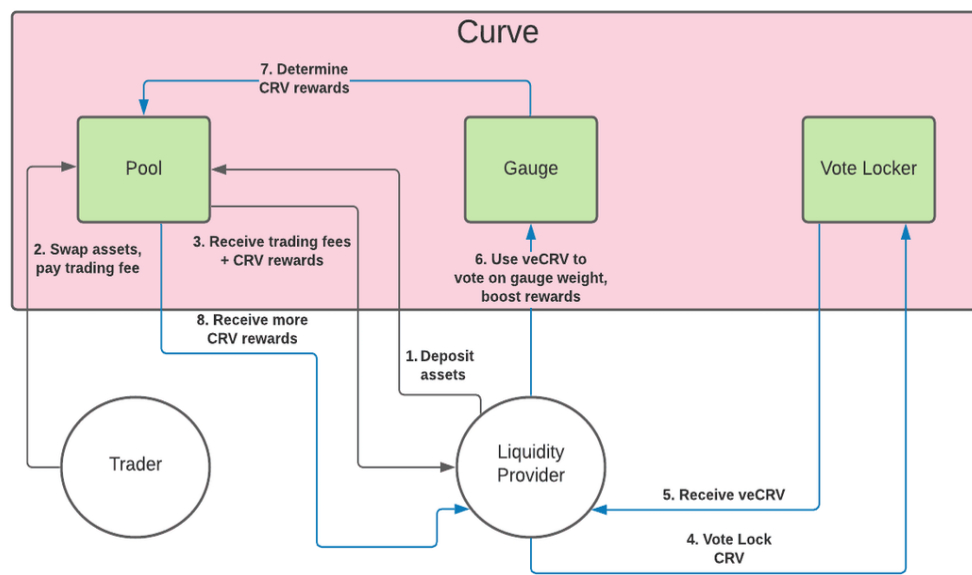 Curve
7. Determine
CRV rewards
Pool
Gauge
Vote Locker
2. Swap assets,
pay trading fee
3. Receive trading fees
+ CRV rewards
6. Use veCRV to
vote on gauge weight,
boost rewards
8. Receive more
CRV rewards
1. Deposit
assets
Trader
Liquidity
Provider
5. Receive veCRV
4. Vote Lock
CRV